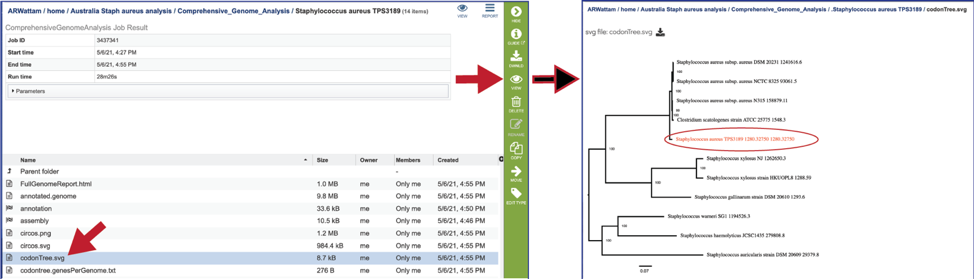 ARWattam / home / Australia Staph aureus analysis / Comprehensive_Genome_Analysis / Staphylococcus aureus TPS3189 (14 items)
VIEW
REPORT
ComprehensiveGenomeAnalysis Job Result
Job ID 3437341
Start time 5/6/21, 4:27 PM
End time 5/6/21, 4:55 PM
Run time 28m26s
Parameters
HIDE
GUIDE
DWNLD
VIEW
DELETE
RENAME
COPY
MOVE
EDIT TYPE
Name Size Owner Members Created
Parent folder -
FullGenomeReport.html 1.0 MB me Only me 5/6/21, 4:55 PM
annotated.genome 9.8 MB me Only me 5/6/21, 4:55 PM
annotation 33.6 kB me Only me 5/6/21, 4:50 PM
assembly 10.5 kB me Only me 5/6/21, 4:46 PM
circos.png 1.2 MB me Only me 5/6/21, 4:55 PM
circos.svg 984.4 kB me Only me 5/6/21, 4:55 PM
codonTree.svg 8.7 kB me Only me 5/6/21, 4:55 PM
codontree.genesPerGenome.txt 276 B me Only me 5/6/21, 4:55 PM
ARWattam / home / Australia Staph aureus analysis / Comprehensive_Genome_Analysis / .Staphylococcus aureus TPS3189 / codonTree.svg
svg file: codonTree.svg
Staphylococcus aureus subsp. aureus DSM 20231 1241616.6
100
Staphylococcus aureus subsp. aureus NCTC 8325 93061.5
100
Staphylococcus aureus subsp. aureus N315 158879.11
Clostridium scatologenes strain ATCC 25775 1548.3
100
Staphylococcus aureus TPS3189 1280.32750 1280.32750
100
Staphylococcus xylosus NJ 1262650.3
100
100
Staphylococcus xylosus strain HKUOPL8 1288.59
Staphylococcus gallinarum strain DSM 20610 1293.6
Staphylococcus warneri SG1 1194526.3
100
Staphylococcus haemolyticus JCSC1435 279808.8
100
Staphylococcus auricularis strain DSM 20609 29379.8
0.07